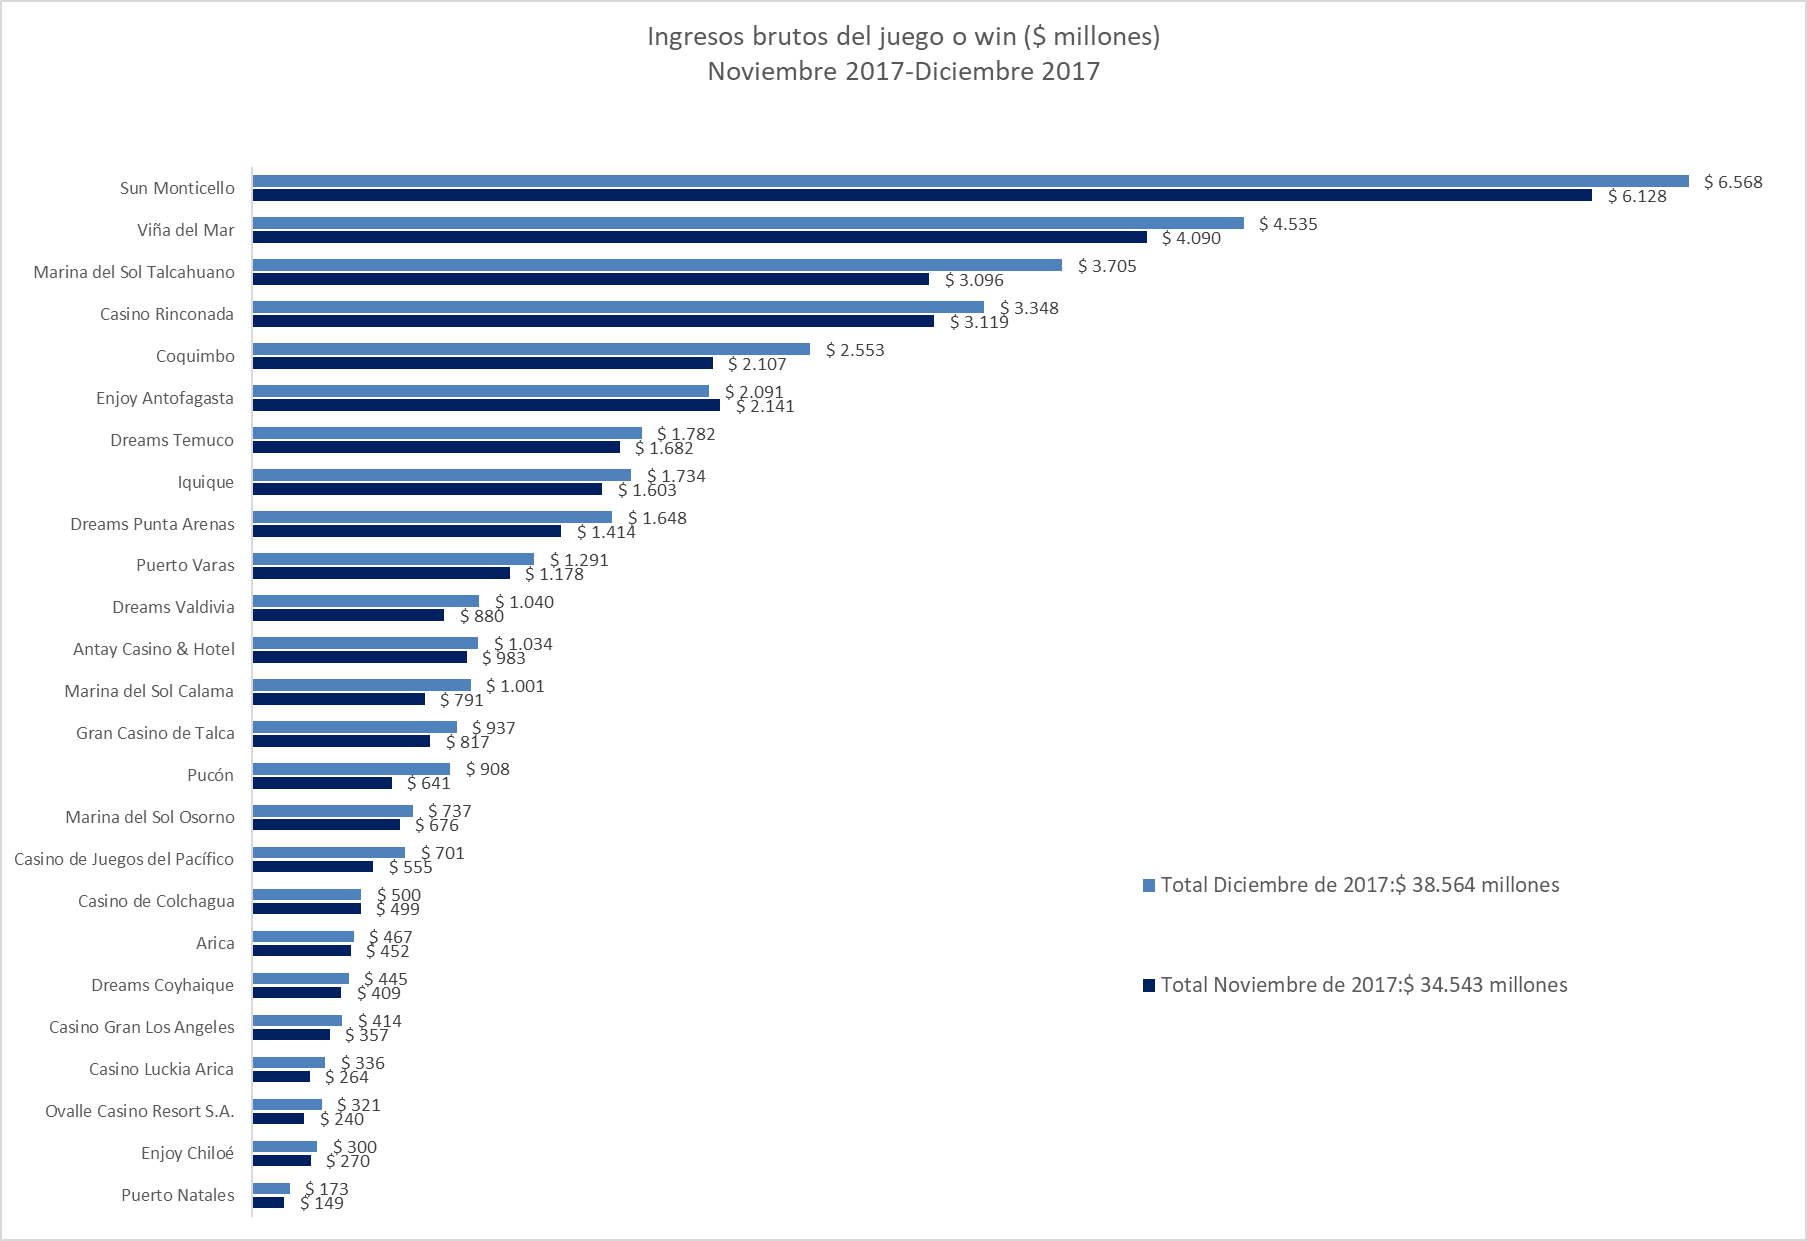 Ingresos brutos del juego o win ($ millones)
Noviembre 2017-Diciembre 2017
Sun Monticello
$ 6.568
$ 6.128
Viña del Mar
$ 4.535
$ 4.090
Marina del Sol Talcahuano
$ 3.705
$ 3.096
Casino Rinconada
$ 3.348
$ 3.119
Coquimbo
$ 2.553
$ 2.107
Enjoy Antofagasta
$ 2.091
$ 2.141
Dreams Temuco
$ 1.782
$ 1.682
Iquique
$ 1.734
$ 1.603
Dreams Punta Arenas
$ 1.648
$ 1.414
Puerto Varas
$ 1.291
$ 1.178
Dreams Valdivia
$ 1.040
$ 880
Antay Casino & Hotel
$ 1.034
$ 983
Marina del Sol Calama
$ 1.001
$ 791
Gran Casino de Talca
$ 937
$ 817
Pucón
$ 908
$ 641
Marina del Sol Osorno
$ 737
$ 676
Casino de Juegos del Pacífico
$ 701
$ 555
Casino de Colchagua
$ 500
$ 499
Arica
$ 467
$ 452
Dreams Coyhaique
$ 445
$ 409
Casino Gran Los Angeles
$ 414
$ 357
Casino Luckia Arica
$ 336
$ 264
Ovalle Casino Resort S.A.
$ 321
$ 240
Enjoy Chiloé
$ 300
$ 270
Puerto Natales
$ 173
$ 149
Total Diciembre de 2017:$ 38.564 millones
Total Noviembre de 2017:$ 34.543 millones